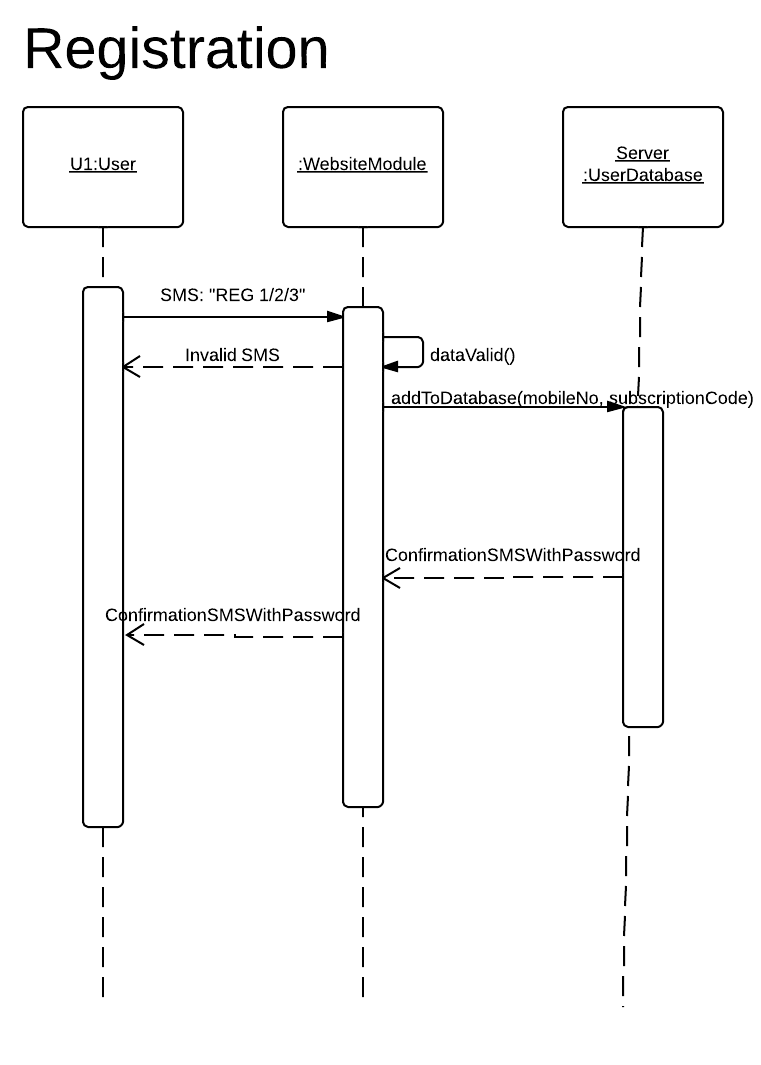 Registration
U1:User
:WebsiteModule
Server
:UserDatabase
SMS: "REG 1/2/3"
Invalid SMS
dataValid()
addToDatabase(mobileNo, subscriptionCode)
ConfirmationSMSWithPassword
ConfirmationSMSWithPassword